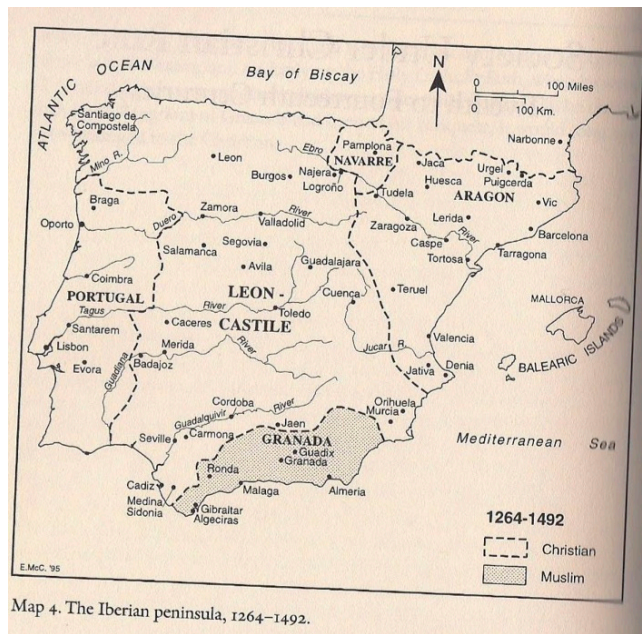 ATLANTIC OCEAN
Bay of Biscay
N
100 Miles
0 100 Km.
Santiago de
Compostela
Mino R.
Leon
Burgos
Ebro
Najera
Logroño
Pamplona
NAVARRE
Tudela
Jaca
Huesca
ARAGON
Urgel
Puigcerda
Narbonne
Vic
Lerida
Zaragoza
Caspe
River
Barcelona
Tarragona
Tortosa
Braga
Oporto
Duero
Zamora
River
Valladolid
Salamanca
Segovia
Avila
Guadalajara
Coimbra
PORTUGAL
LEON
CASTILE
Cuenca
Teruel
MALLORCA
BALEARIC ISLANDS
Tagus
River
Toledo
Santarem
Lisbon
Evora
Caceres
Merida
Badajoz
Guadiana
River
Jucar R.
Valencia
Jativa
Denia
Orihuela
Murcia
Mediterranean Sea
Cordoba
Guadalquivir River
Jaen
Seville
Carmona
GRANADA
Guadix
Granada
Ronda
Cadiz
Medina
Sidonia
Malaga
Almeria
Gibraltar
Algeciras
1264-1492
Christian
Muslim
E.McC. '95
Map 4. The Iberian peninsula, 1264–1492.